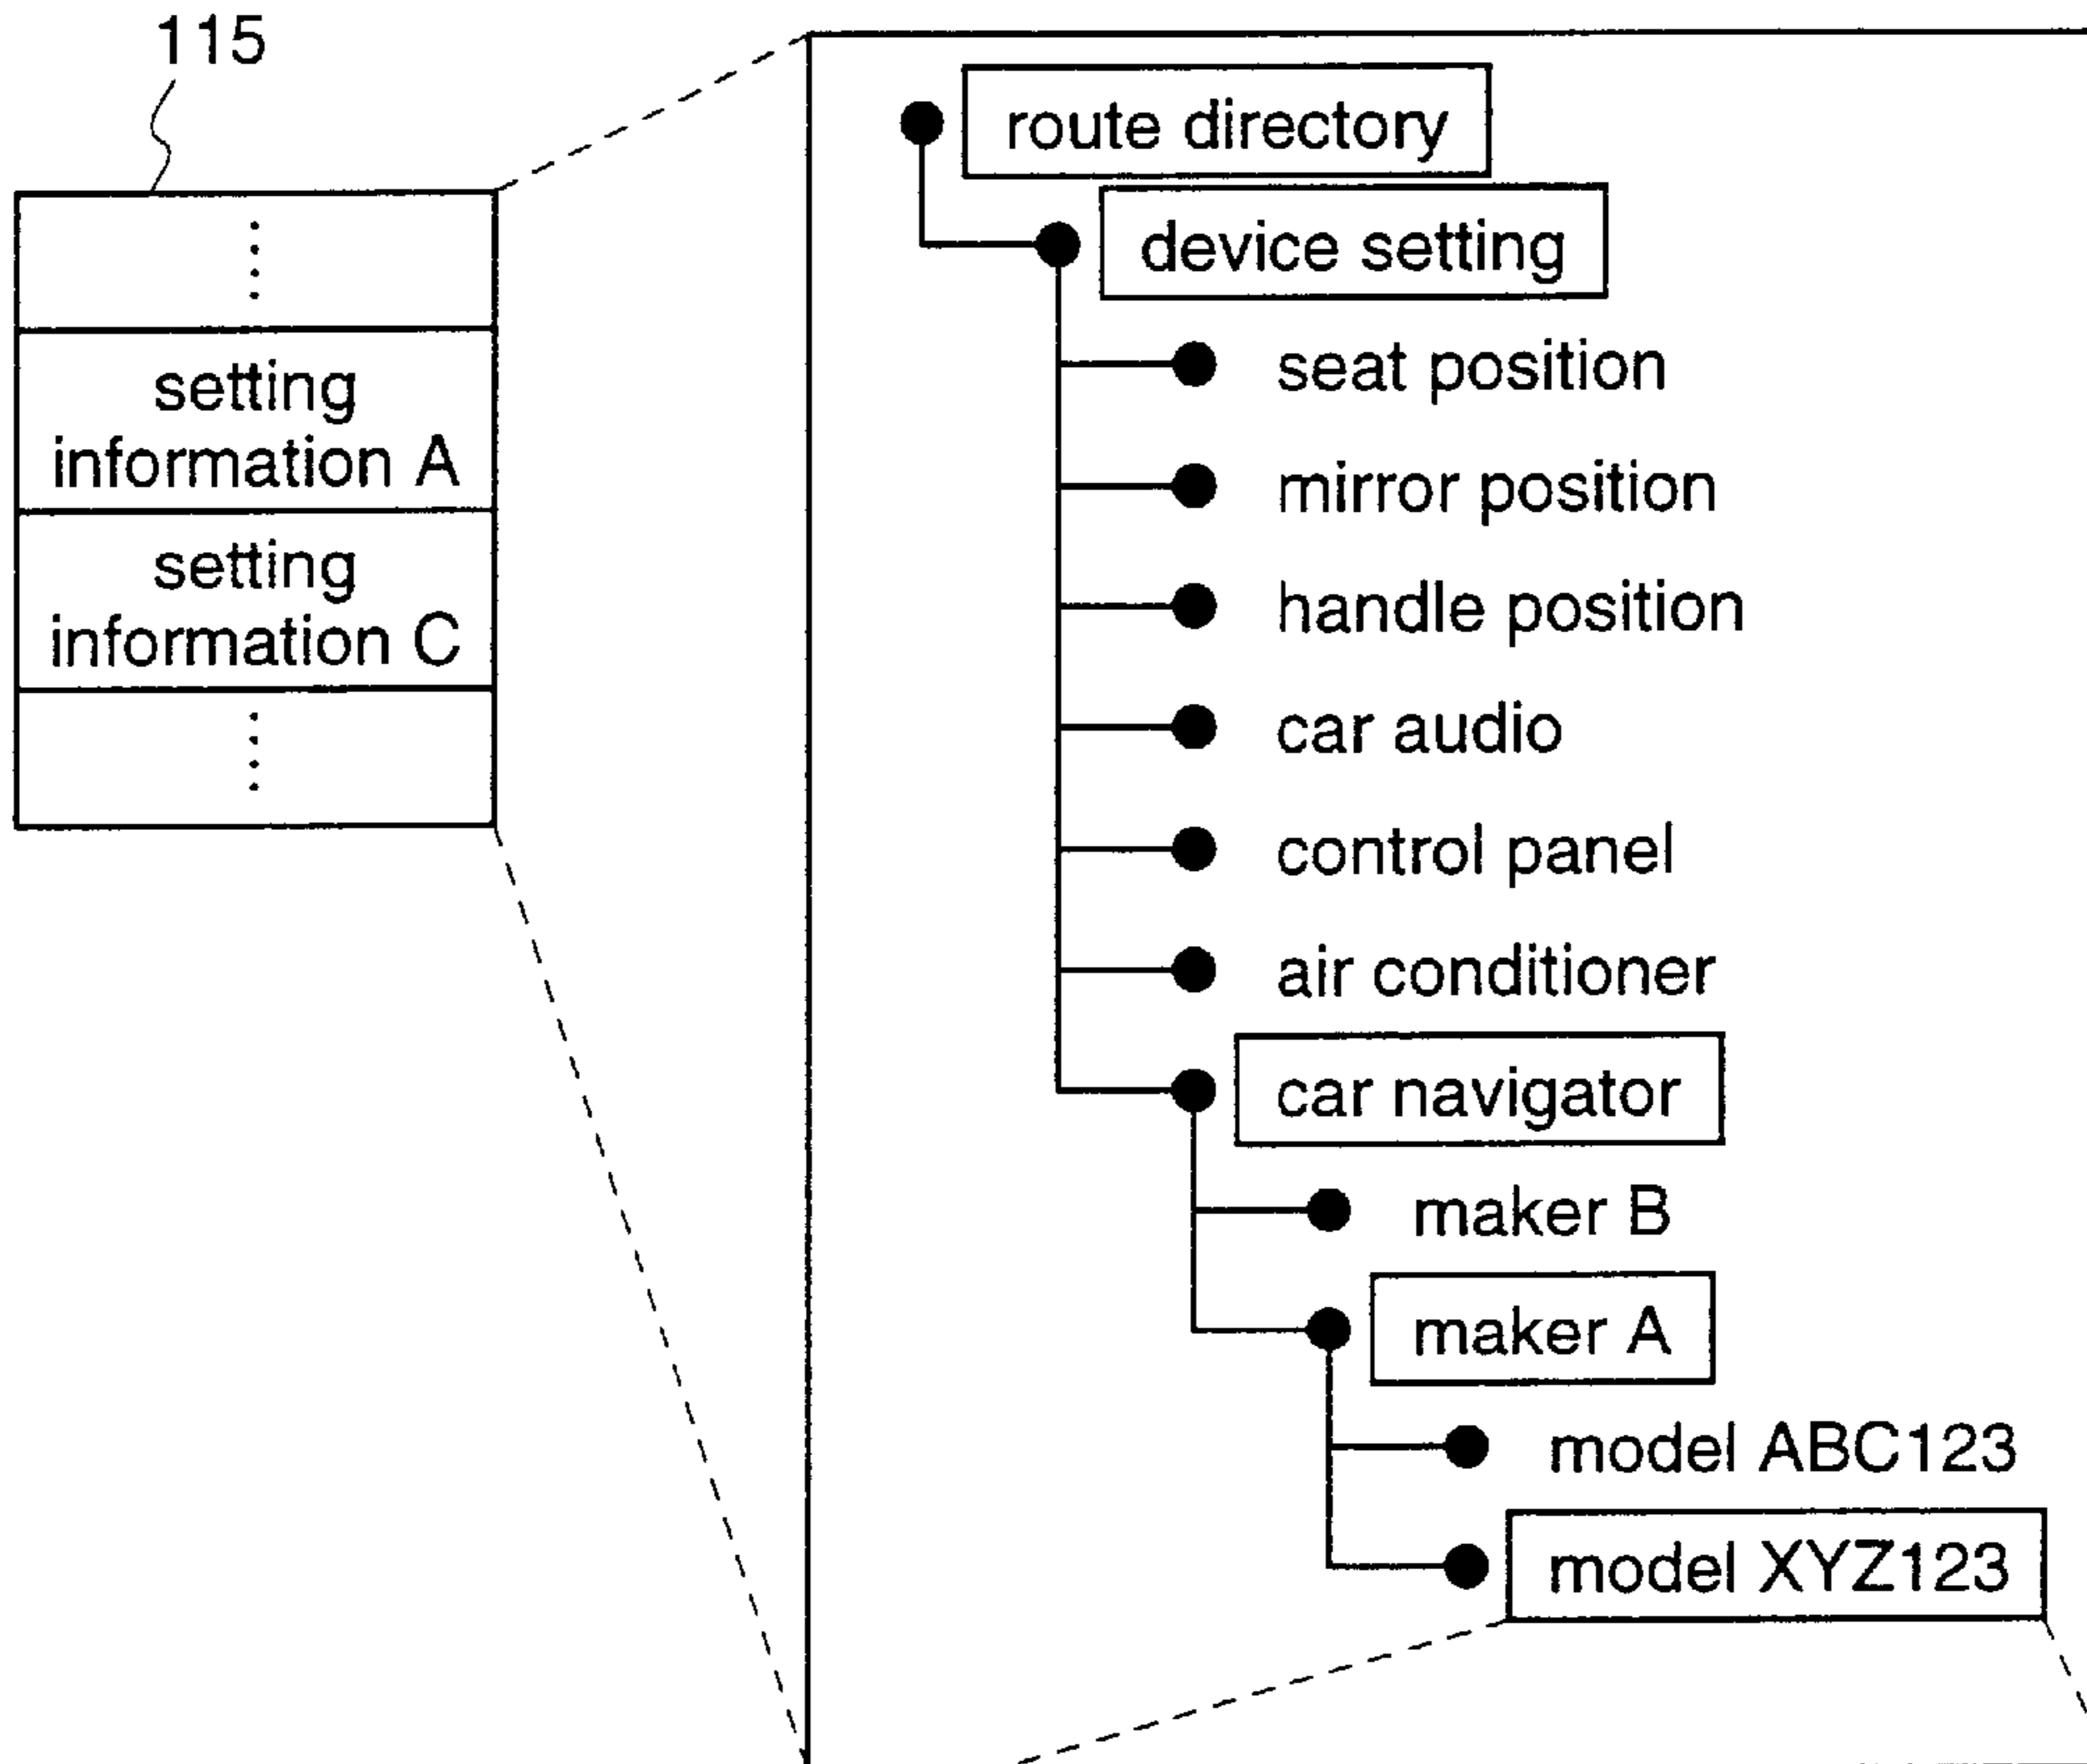 115
setting
information A
setting
information C
route directory
device setting
seat position
mirror position
handle position
car audio
control panel
air conditioner
car navigator
maker B
maker A
model ABC123
model XYZ123